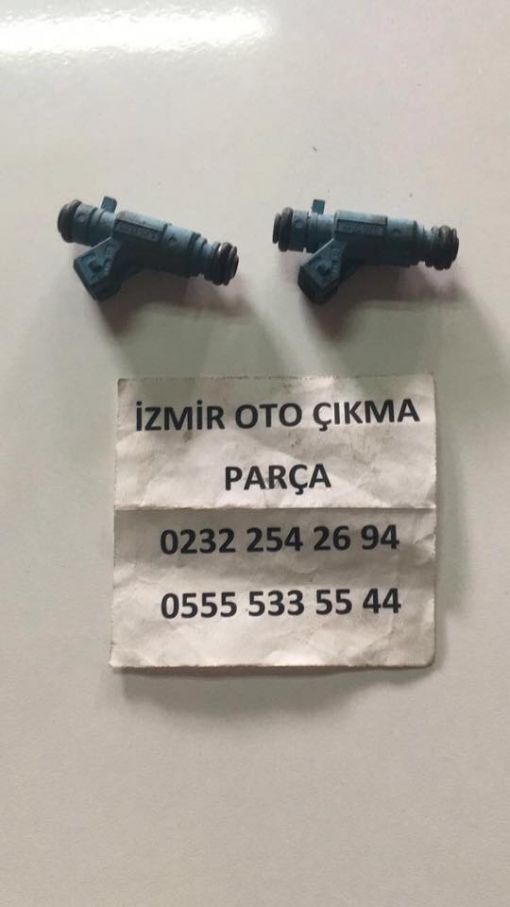 İZMİR OTO ÇIKMA
PARÇA
0232 254 26 94
0555 533 55 44